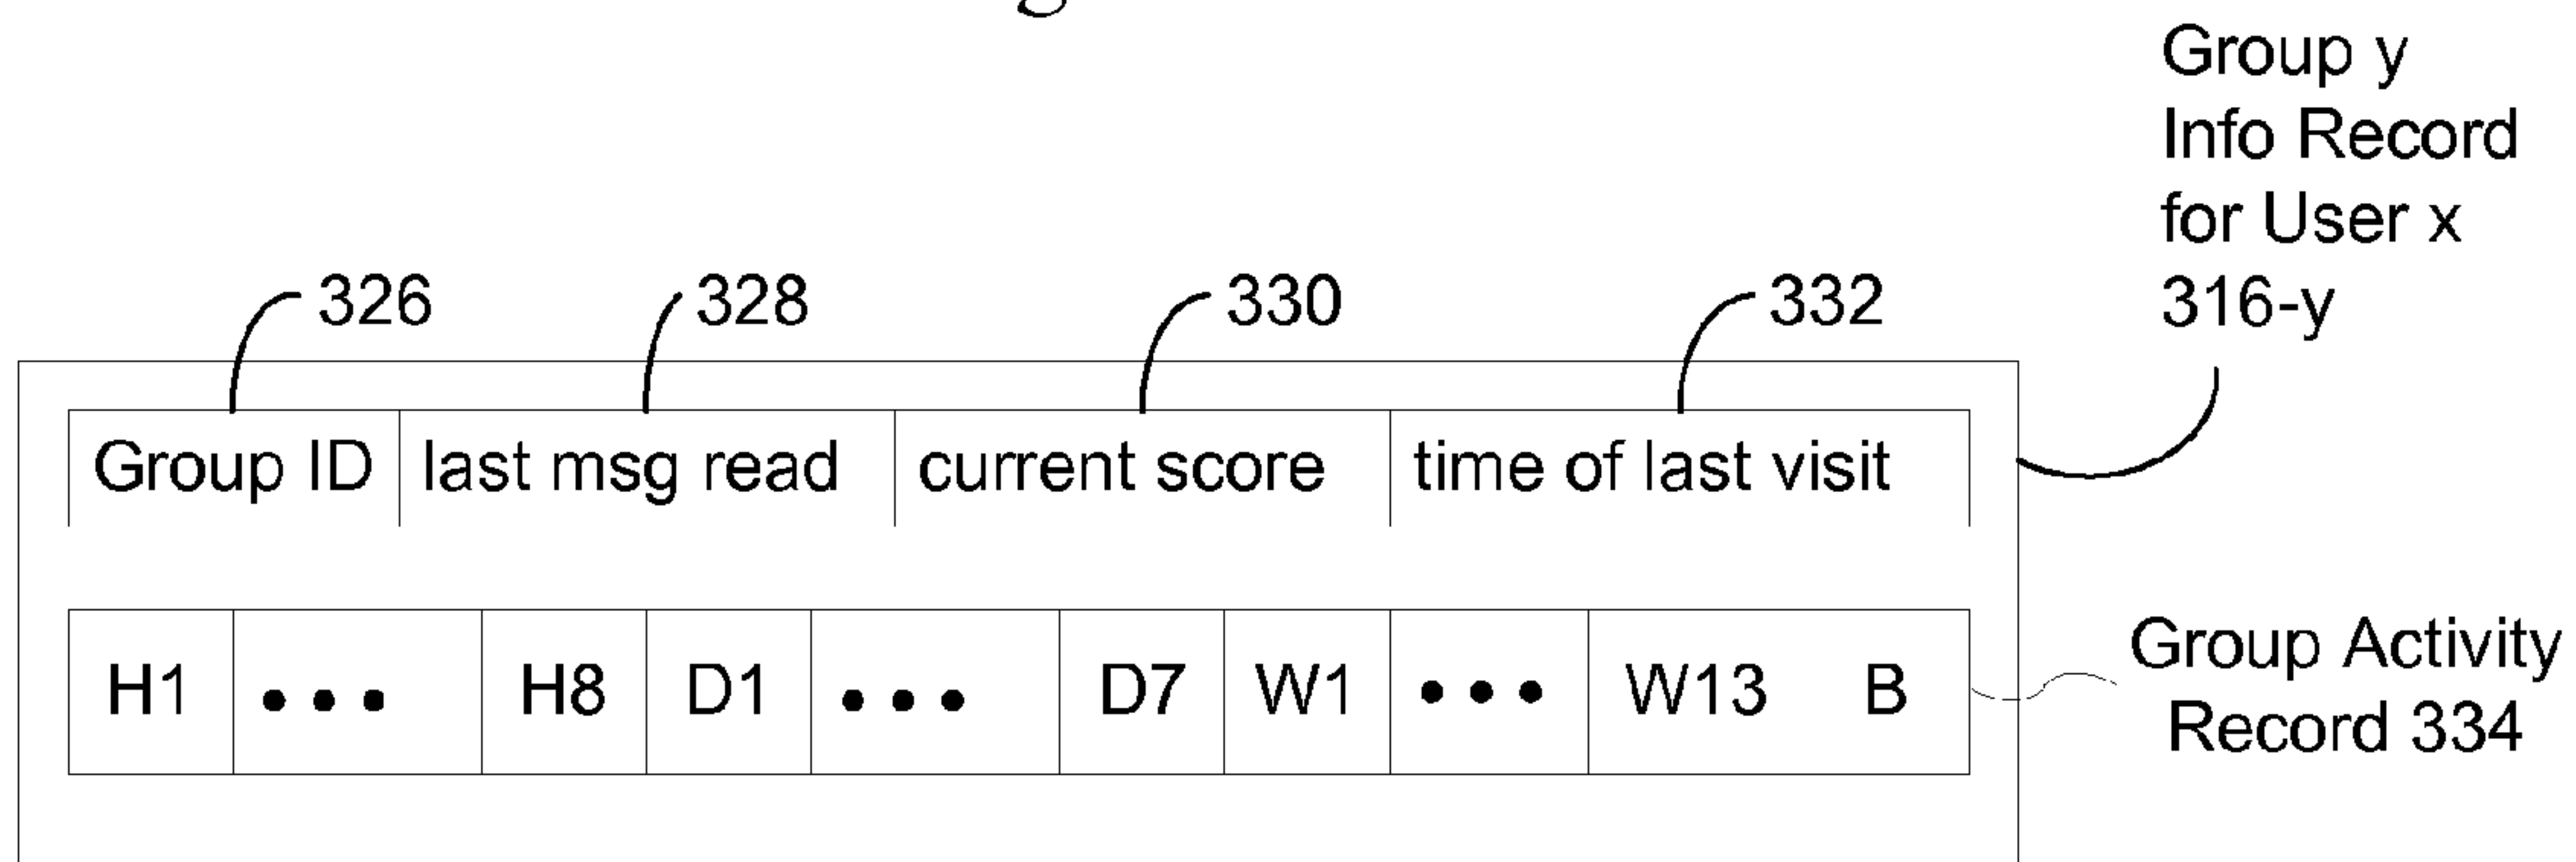 Group y
Info Record
for User x
316-y
326 328 330 332
Group ID last msg read current score time of last visit
H1 ••• H8 D1 ••• D7 W1 ••• W13 B
Group Activity
Record 334